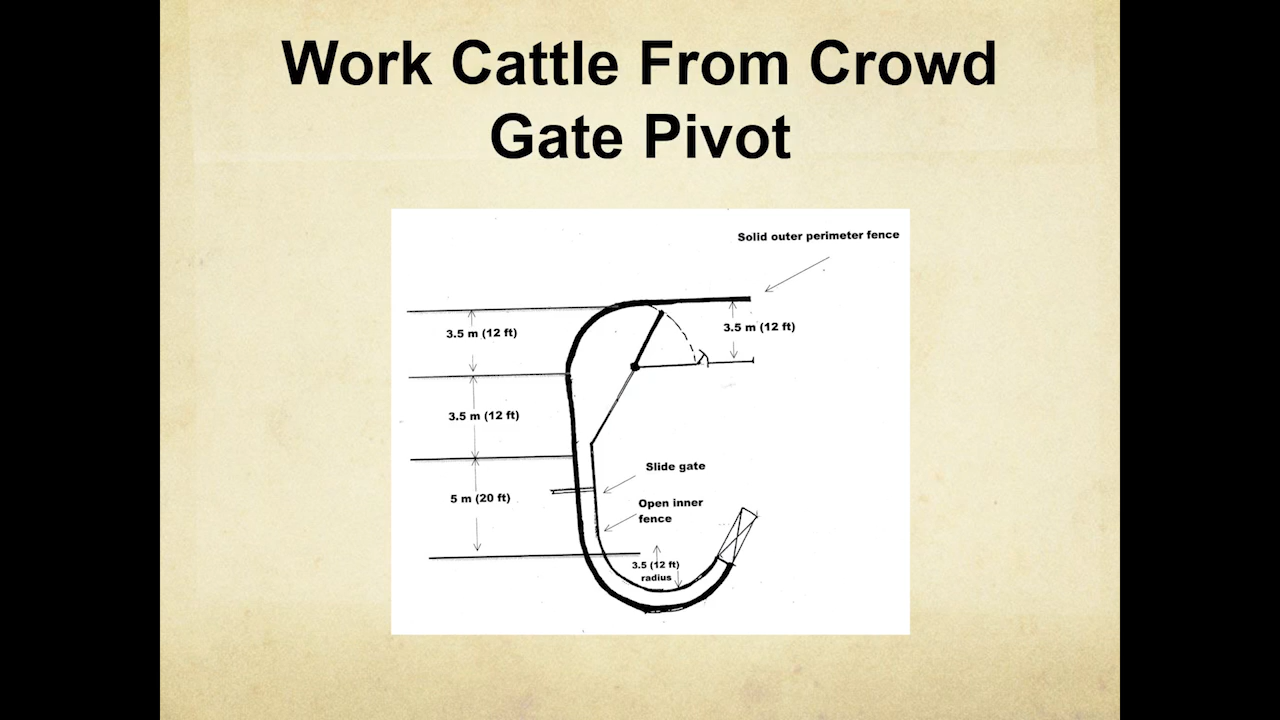 Work Cattle From Crowd
Gate Pivot
Solid outer perimeter fence
3.5 m (12 ft)
3.5 m (12 ft)
3.5 m (12 ft)
Slide gate
5 m (20 ft)
Open inner
fence
3.5 (12 ft)
radius